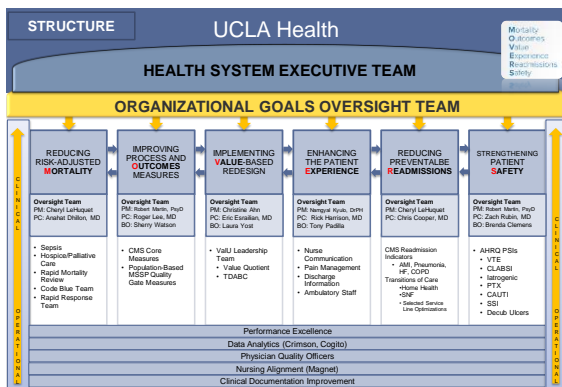 STRUCTURE
UCLA Health
Mortality
Outcomes
Value
Experience
Readmissions
Safety
HEALTH SYSTEM EXECUTIVE TEAM
ORGANIZATIONAL GOALS OVERSIGHT TEAM
CLINICAL
OPERATIONAL
REDUCING
RISK-ADJUSTED
MORTALITY
Oversight Team
PM: Cheryl LeHuquet
PC: Anahat Dhillon, MD
• Sepsis
• Hospice/Palliative
Care
• Rapid Mortality
Review
• Code Blue Team
• Rapid Response
Team
IMPROVING
PROCESS AND
OUTCOMES
MEASURES
Oversight Team
PM: Robert Martin, PsyD
PC: Roger Lee, MD
BO: Sherry Watson
• CMS Core
Measures
• Population-Based
MSSP Quality
Gate Measures
IMPLEMENTING
VALUE-BASED
REDESIGN
Oversight Team
PM: Christine Ahn
PC: Eric Esrailian, MD
BO: Laura Yost
ValU Leadership
Team
• Value Quotient
• TDABC
ENHANCING
THE PATIENT
EXPERIENCE
Oversight Team
PM: Namgyal Kyulo, DrPH
PC: Rick Harrison, MD
BO: Tony Padilla
• Nurse
Communication
• Pain Management
• Discharge
Information
• Ambulatory Staff
REDUCING
PREVENTALBE
READMISSIONS
Oversight Team
PM: Cheryl LeHuquet
PC: Chris Cooper, MD
CMS Readmission
Indicators
• AMI, Pneumonia,
HF, COPD
Transitions of Care
•Home Health
•SNF
• Selected Service
Line Optimizations
STRENGTHENING
PATIENT
SAFETY
Oversight Team
PM: Robert Martin, PsyD
PC: Zach Rubin, MD
BO: Brenda Clemens
• AHRQ PSIs
• VTE
• CLABSI
• Iatrogenic
• PTX
• CAUTI
• SSI
• Decub Ulcers
CLINICAL
OPERATIONAL
Performance Excellence
Data Analytics (Crimson, Cogito)
Physician Quality Officers
Nursing Alignment (Magnet)
Clinical Documentation Improvement